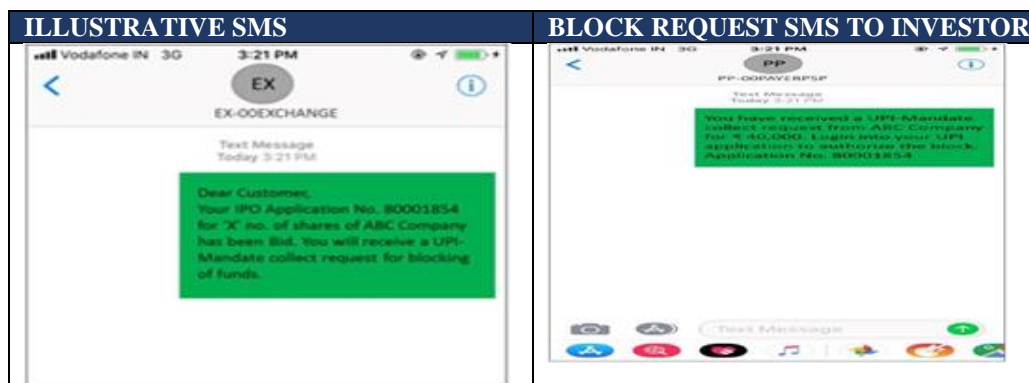 ILLUSTRATIVE SMS
Vodafone IN 3G 3:21 PM
EX
EX-OOEXCHANGE
Text Message
Today 3:21 PM
Dear Customer,
Your IPO Application No. 80001854
for 'X' no. of shares of ABC Company
has been Bid. You will receive a UPI-
Mandate collect request for blocking
of funds.
BLOCK REQUEST SMS TO INVESTOR
Vodafone IN 3G 3:21 PM
PP
PP-OOPAYERPSP
Text Message
Today 3:21 PM
You have received a UPI-Mandate
collect request from ABC Company
for ₹ 40,000. Login into your UPI
application to authorize the block.
Application No. 80001854
Text Message